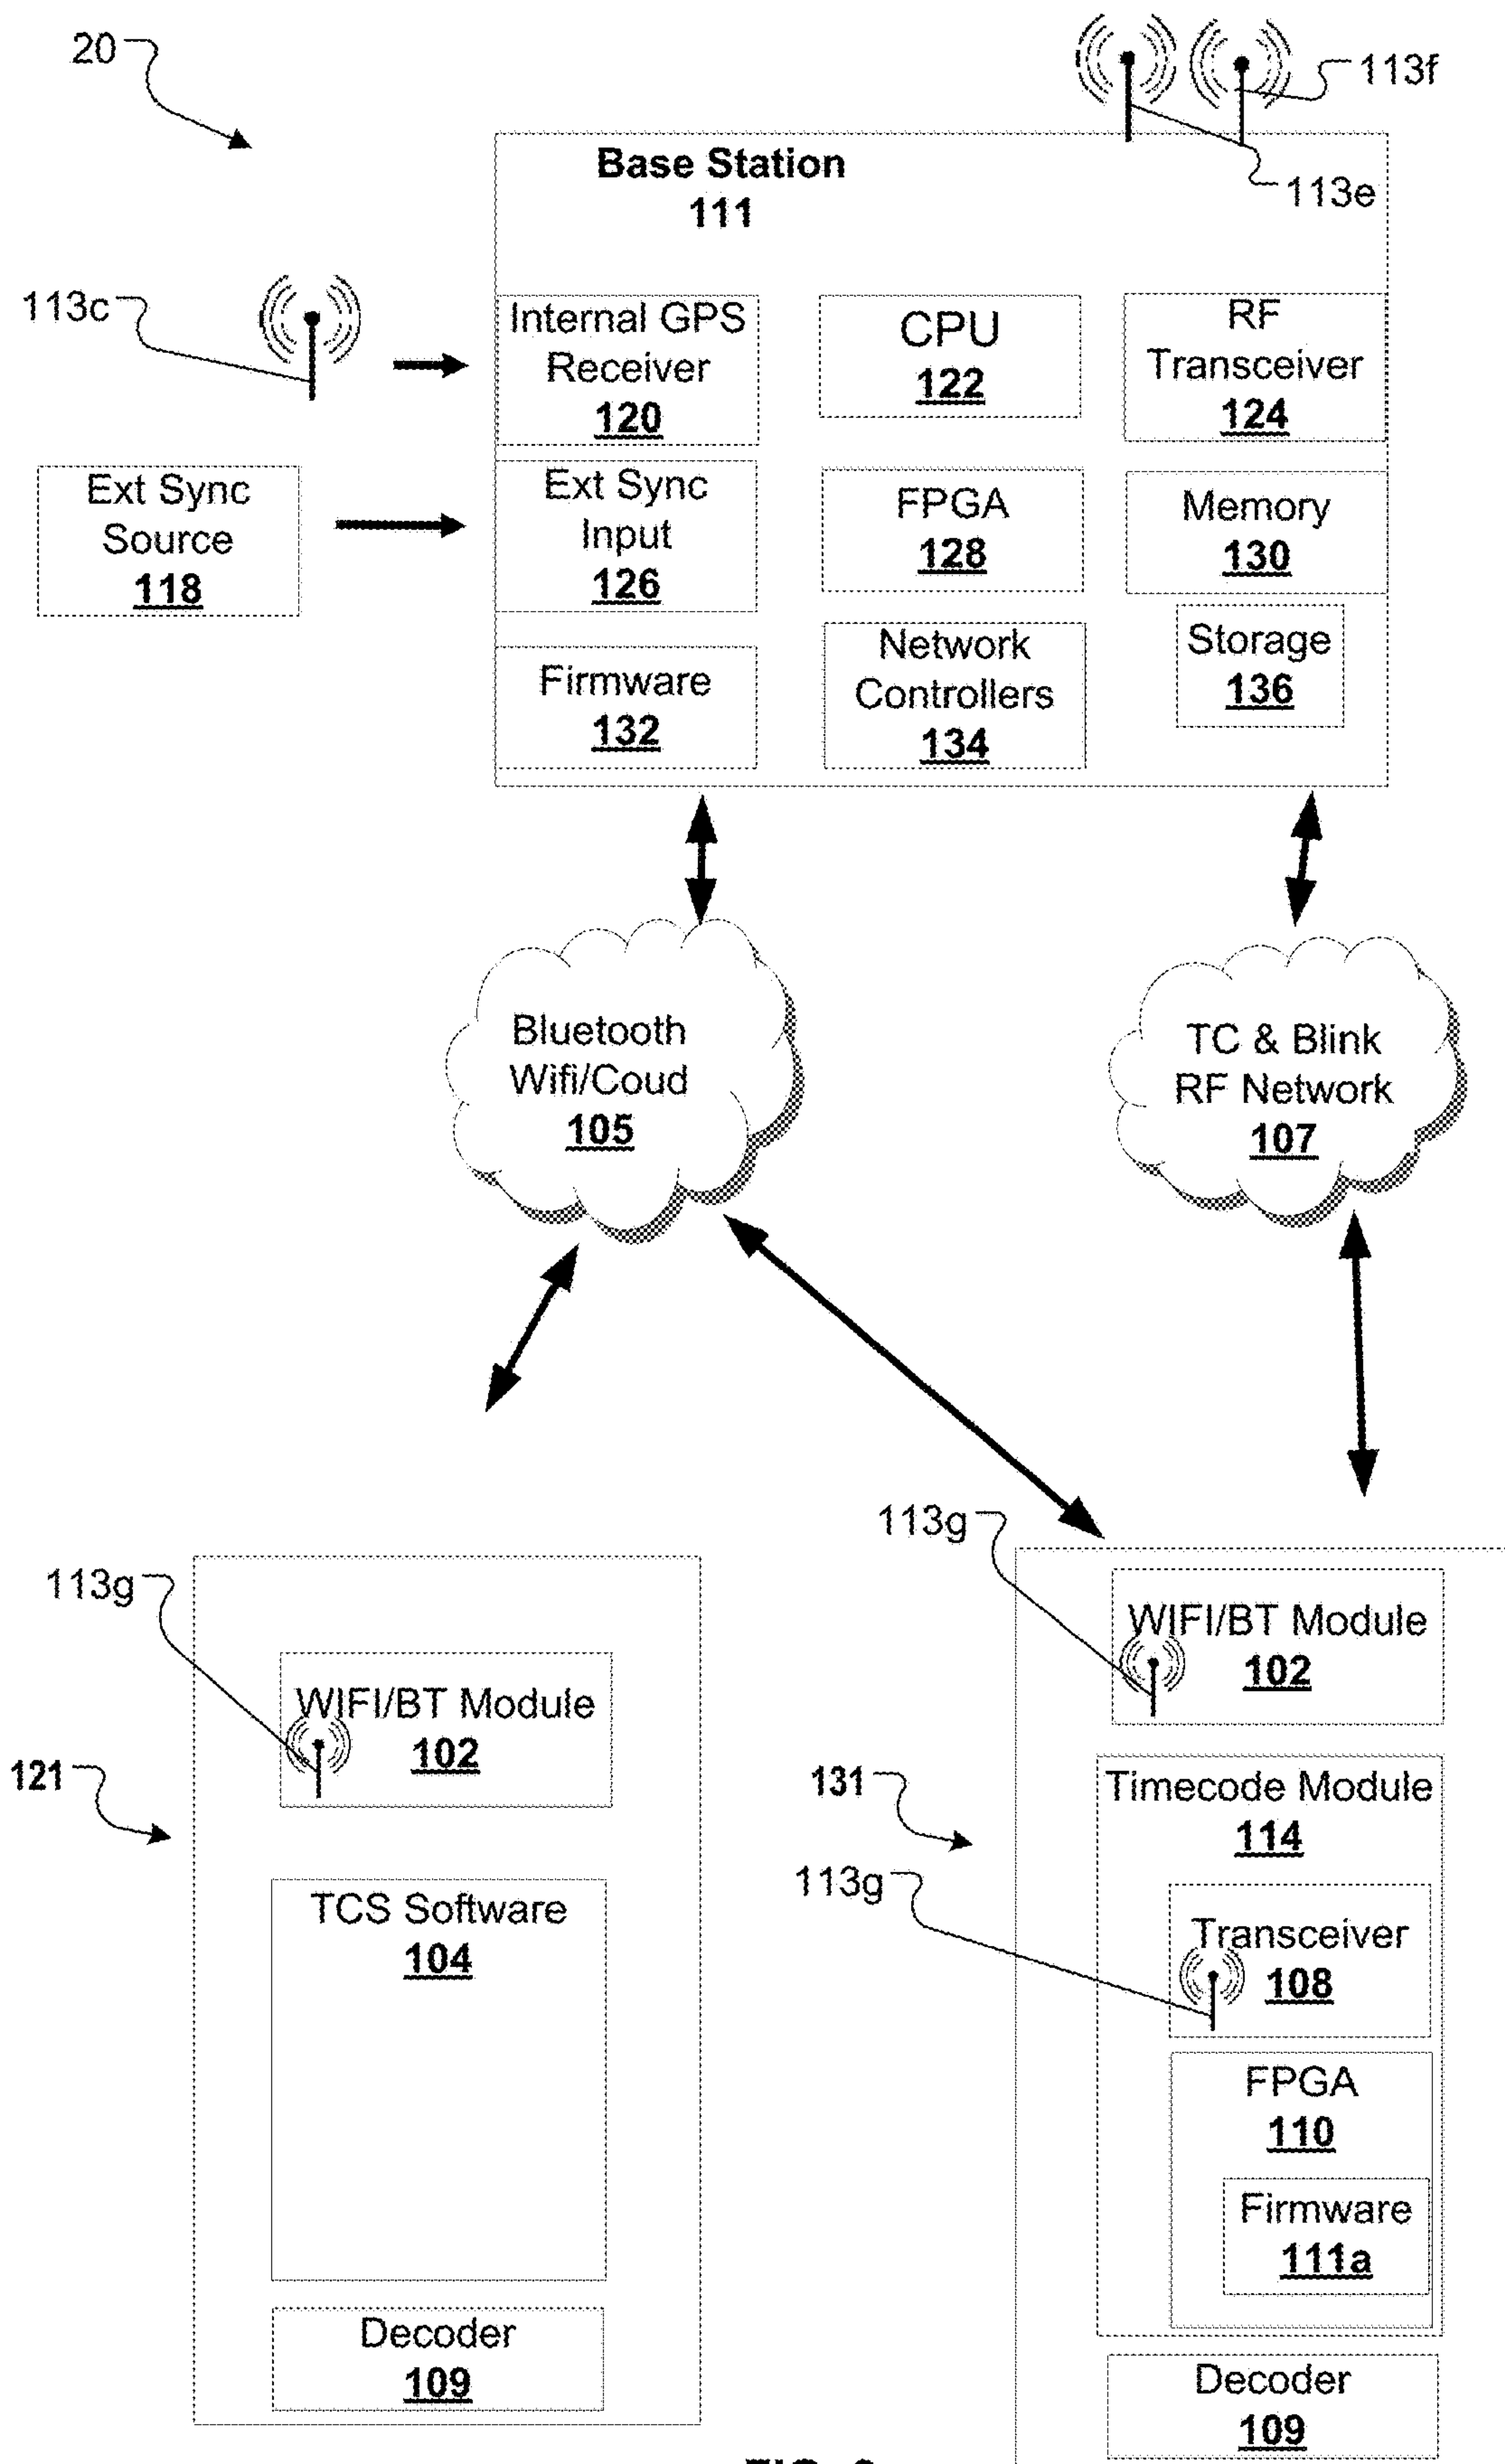 20
113f
Base Station
111
113e
113c
Internal GPS
Receiver
120
CPU
122
RF
Transceiver
124
Ext Sync
Source
118
Ext Sync
Input
126
FPGA
128
Memory
130
Firmware
132
Network
Controllers
134
Storage
136
Bluetooth
Wifi/Coud
105
TC & Blink
RF Network
107
113g
WIFI/BT Module
102
121
TCS Software
104
Decoder
109
113g
WIFI/BT Module
102
131
Timecode Module
114
113g
Transceiver
108
FPGA
110
Firmware
111a
Decoder
109